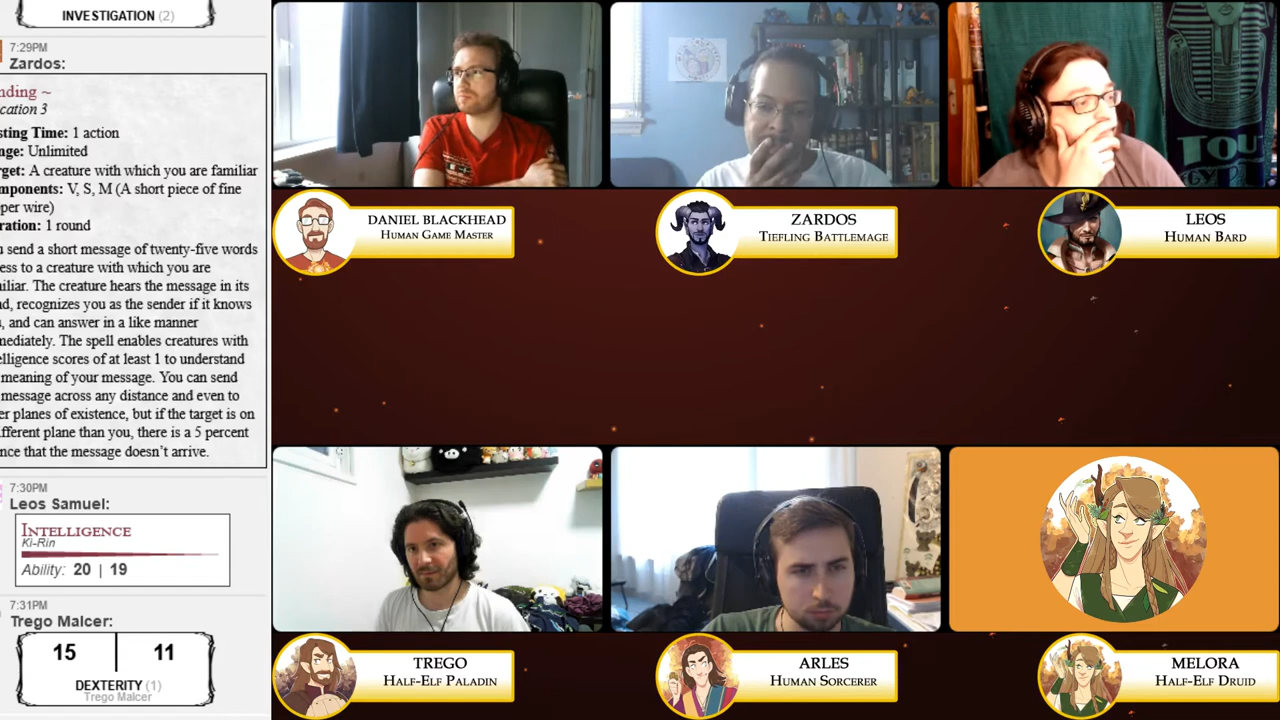 INVESTIGATION (2)
7:29PM
Zardos:
nding ~
cation 3
sting Time: 1 action
nge: Unlimited
rget: A creature with which you are familiar
mponents: V, S, M (A short piece of fine
pper wire)
ration: 1 round
u send a short message of twenty-five words
less to a creature with which you are
niliar. The creature hears the message in its
nd, recognizes you as the sender if it knows
, and can answer in a like manner
mediately. The spell enables creatures with
elligence scores of at least 1 to understand
meaning of your message. You can send
message across any distance and even to
er planes of existence, but if the target is on
ifferent plane than you, there is a 5 percent
nce that the message doesn't arrive.
7:30PM
Leos Samuel:
INTELLIGENCE
Ki-Rin
Ability: 20 | 19
7:31PM
Trego Malcer:
15 11
DEXTERITY (1)
Trego Malcer
TOU
DANIEL BLACKHEAD
HUMAN GAME MASTER
ZARDOS
TIEFLING BATTLEMAGE
LEOS
HUMAN BARD
TREGO
HALF-ELF PALADIN
ARLES
HUMAN SORCERER
MELORA
HALF-ELF DRUID